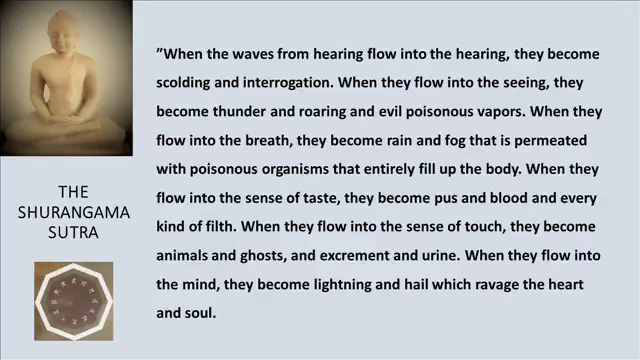 ”When the waves from hearing flow into the hearing, they become
scolding and interrogation. When they flow into the seeing, they
become thunder and roaring and evil poisonous vapors. When they
flow into the breath, they become rain and fog that is permeated
with poisonous organisms that entirely fill up the body. When they
flow into the sense of taste, they become pus and blood and every
kind of filth. When they flow into the sense of touch, they become
animals and ghosts, and excrement and urine. When they flow into
the mind, they become lightning and hail which ravage the heart
and soul.
THE
SHURANGAMA
SUTRA